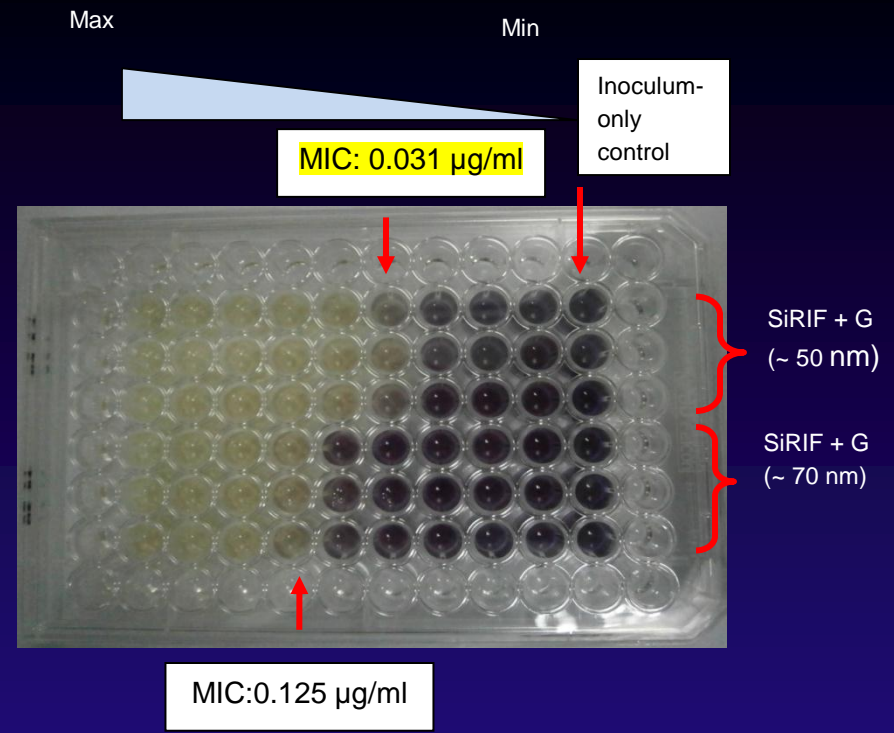 Max
Min
Inoculum-
only
control
MIC: 0.031 µg/ml
SiRIF + G
(~ 50 nm)
SiRIF + G
(~ 70 nm)
MIC:0.125 µg/ml